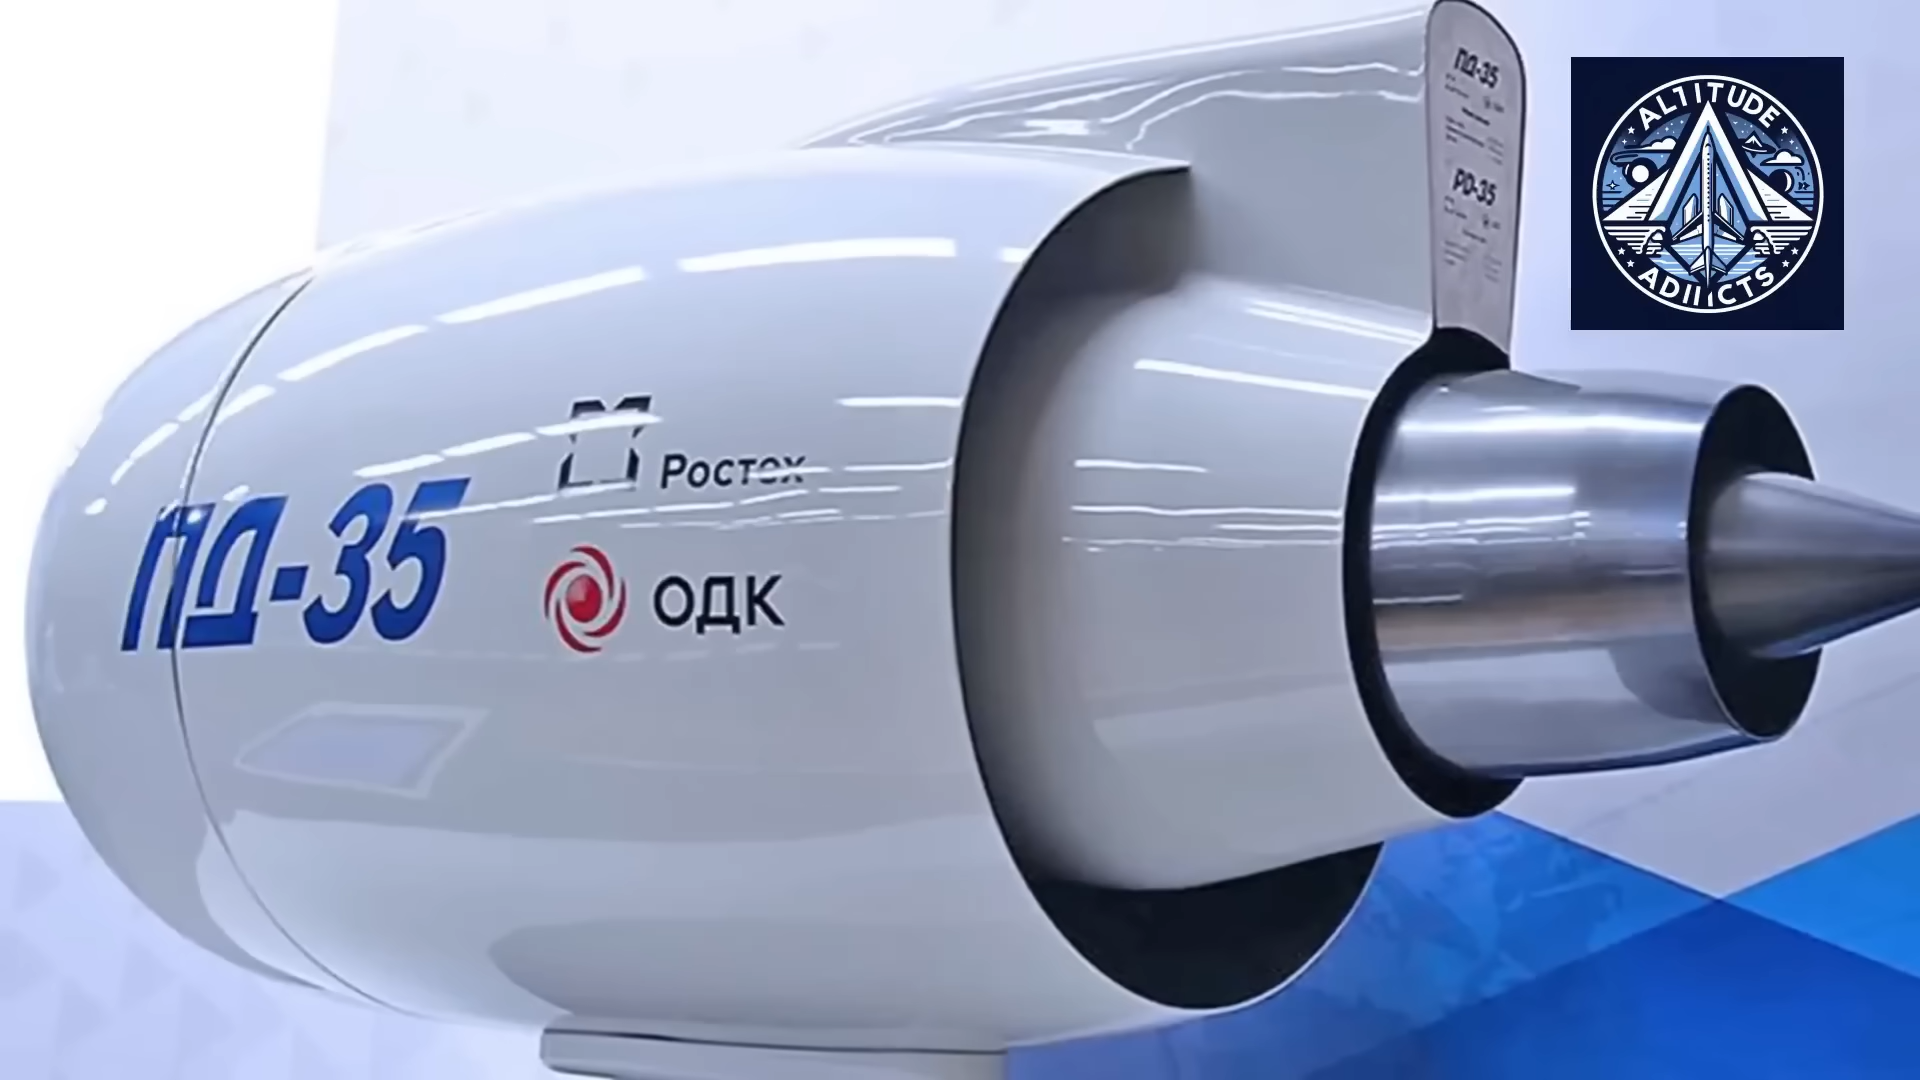 ПД-35
Ростех
ОДК
ПД-35
PD-35
ALTITUDE
ADIIICTS